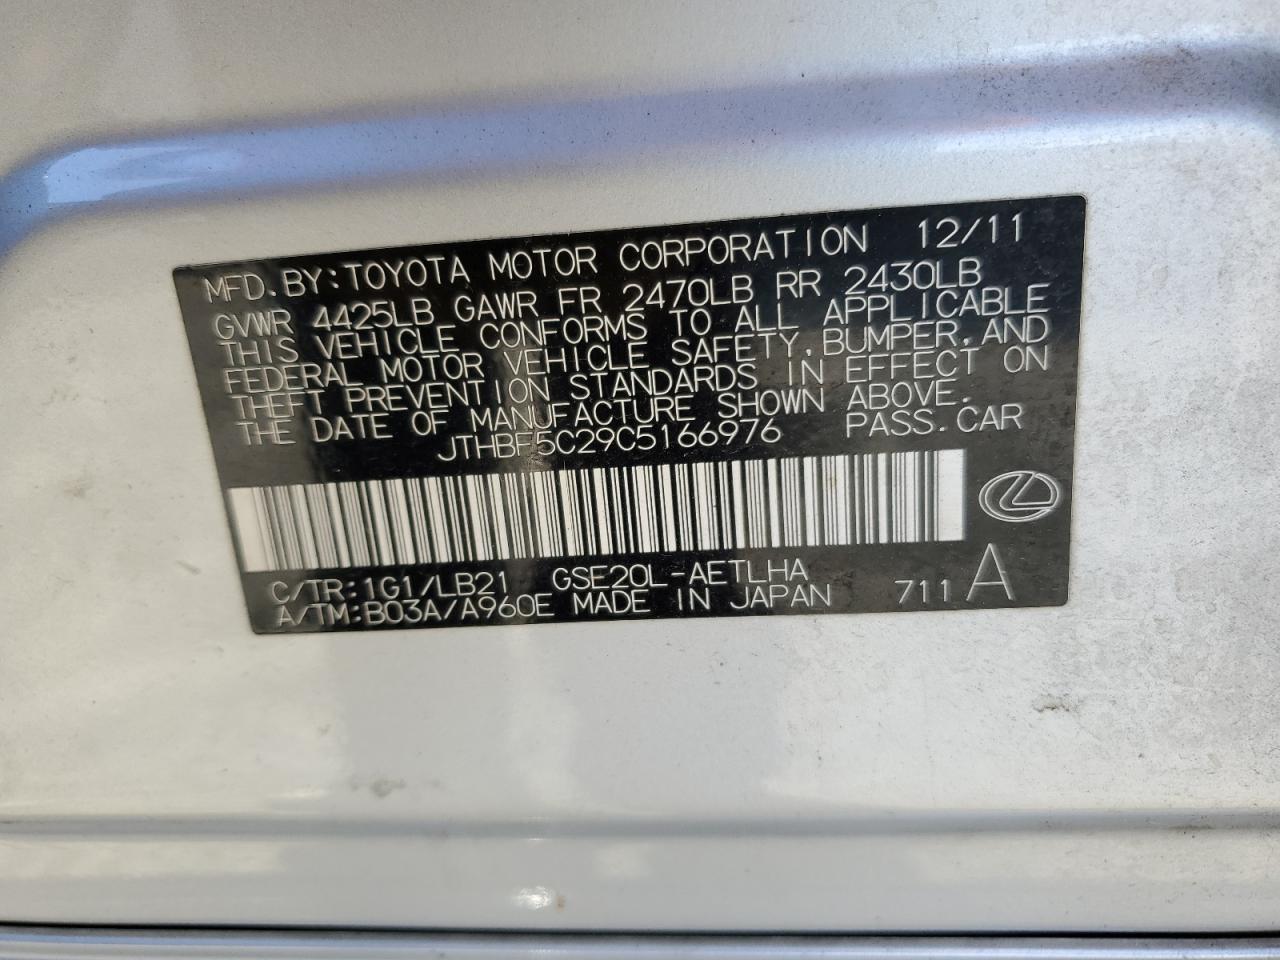 MFD. BY: TOYOTA MOTOR CORPORATION 12/11
GVWR 4425LB GAWR FR 2470LB RR 2430LB
THIS VEHICLE CONFORMS TO ALL APPLICABLE
FEDERAL MOTOR VEHICLE SAFETY, BUMPER, AND
THEFT PREVENTION STANDARDS IN EFFECT ON
THE DATE OF MANUFACTURE SHOWN ABOVE.
JTHBF5C29C5166976 PASS. CAR
C/TR: 1G1/LB21 GSE20L-AETLHA
A/TM: B03A/A960E MADE IN JAPAN 711 A